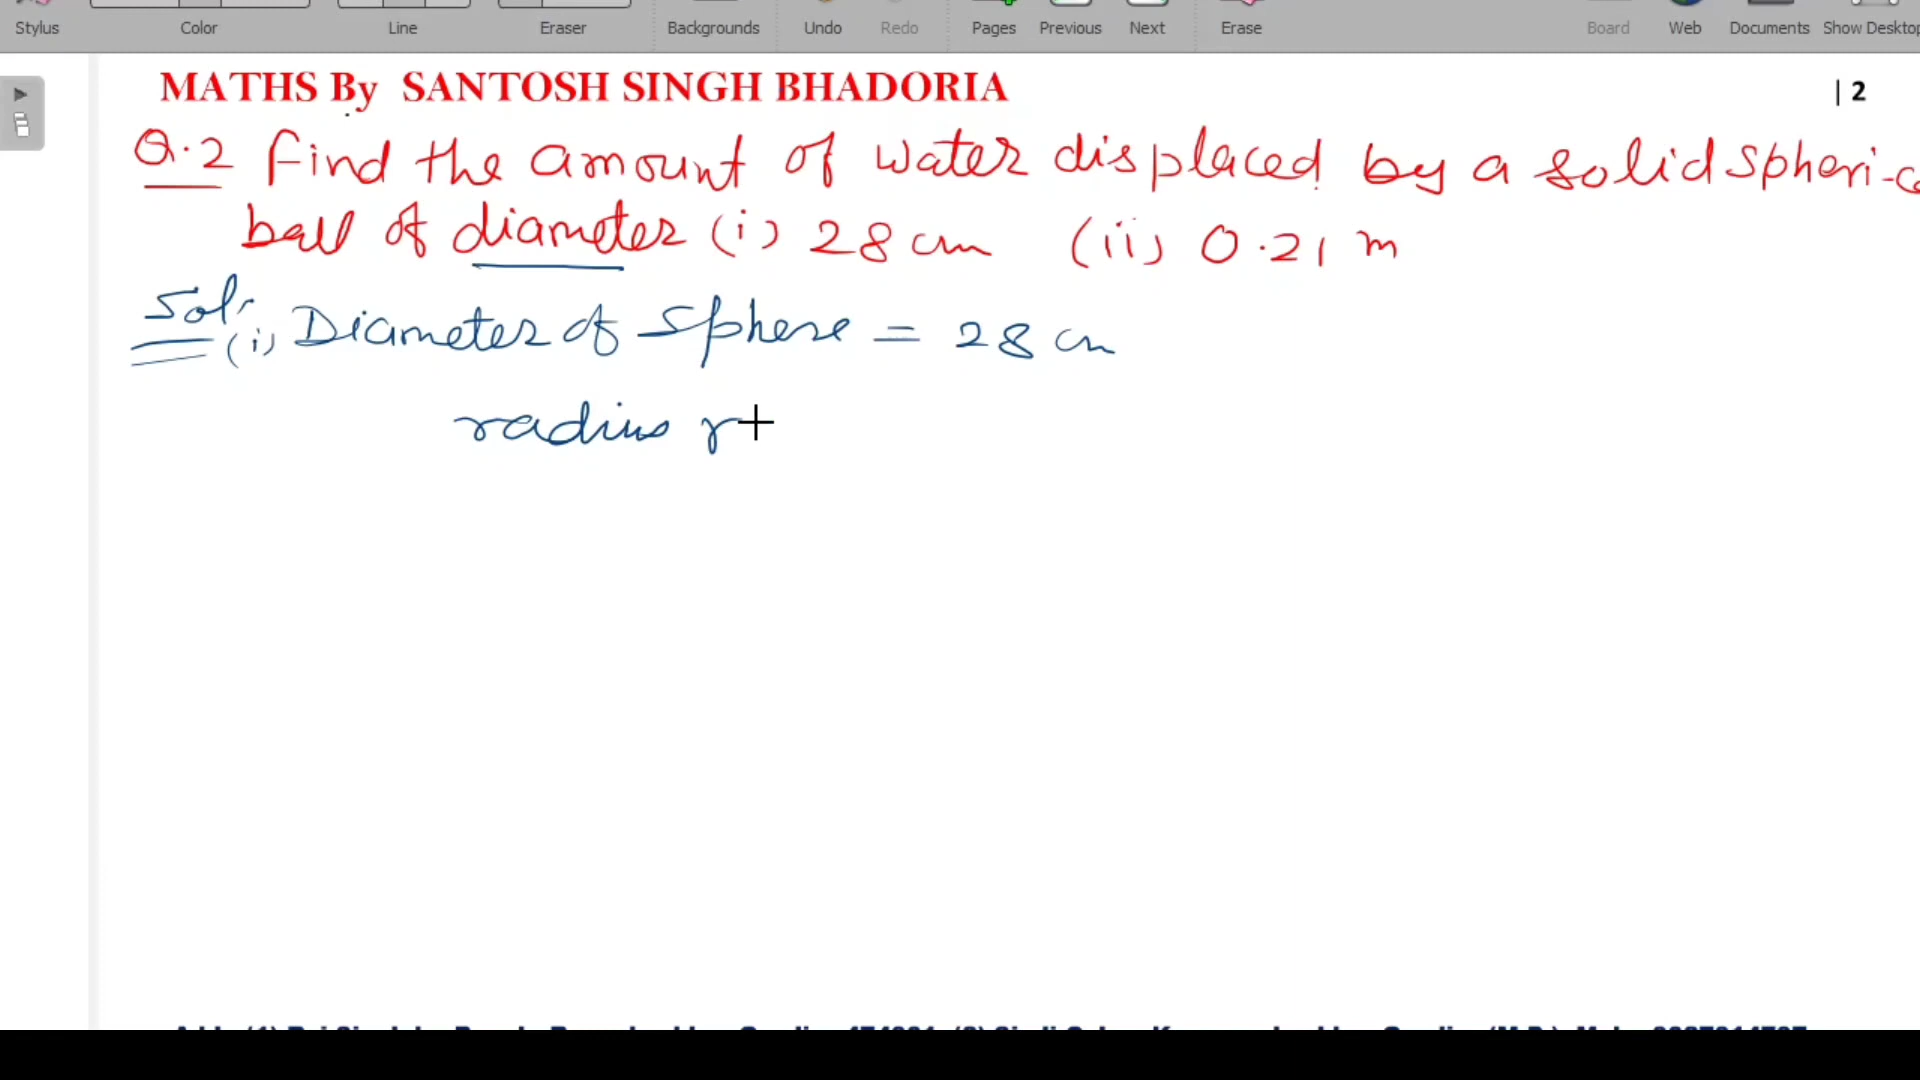 Stylus Color Line Eraser Backgrounds Undo Redo Pages Previous Next Erase Board Web Documents Show Desktop
MATHS By SANTOSH SINGH BHADORIA | 2
Q.2 Find the amount of water displaced by a solid spheri-c
ball of diameter (i) 28 cm (ii) 0.21 m
Sol. (i) Diameter of sphere = 28 cm
radius r